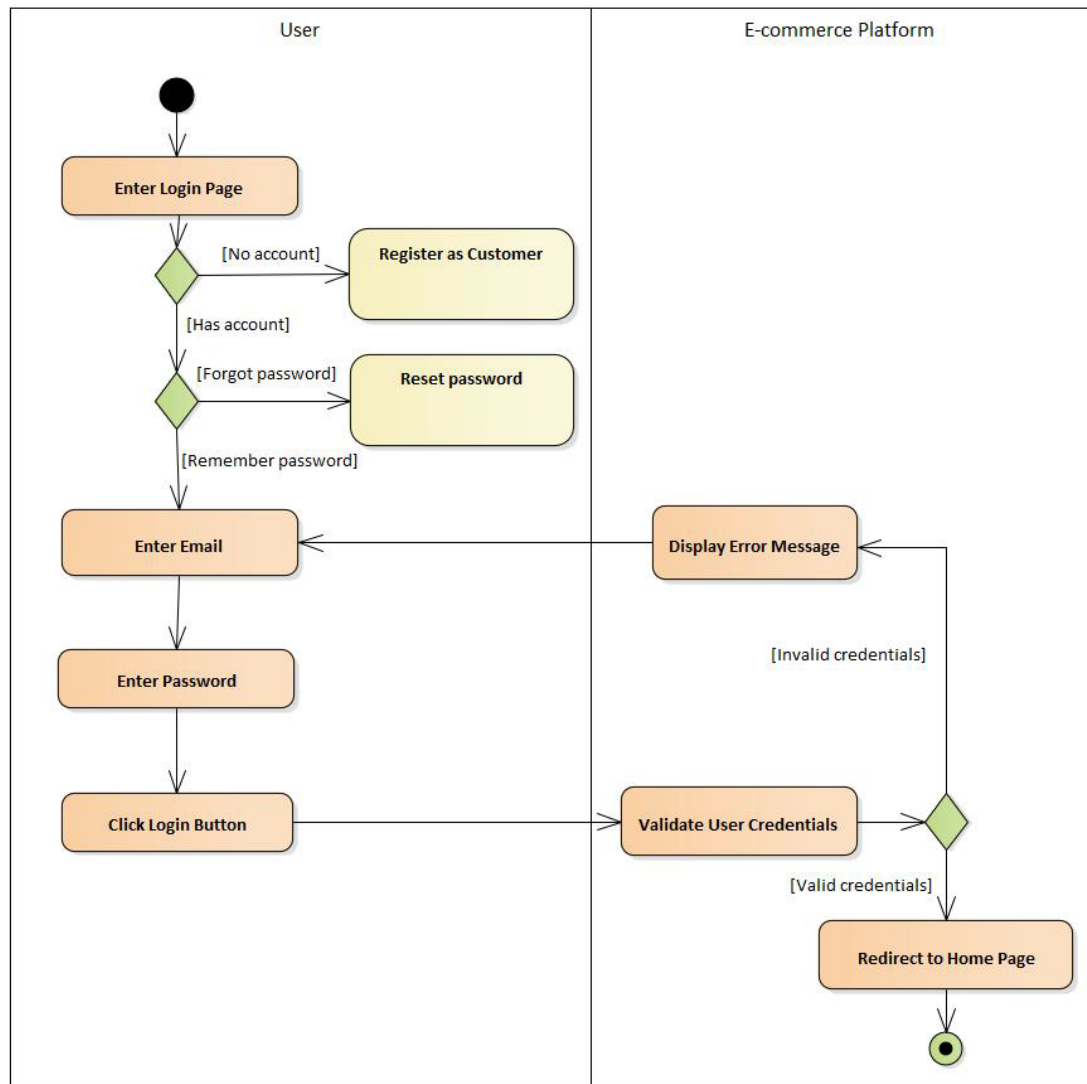 User
E-commerce Platform
Enter Login Page
[No account]
Register as Customer
[Has account]
[Forgot password]
Reset password
[Remember password]
Enter Email
Display Error Message
[Invalid credentials]
Enter Password
Click Login Button
Validate User Credentials
[Valid credentials]
Redirect to Home Page